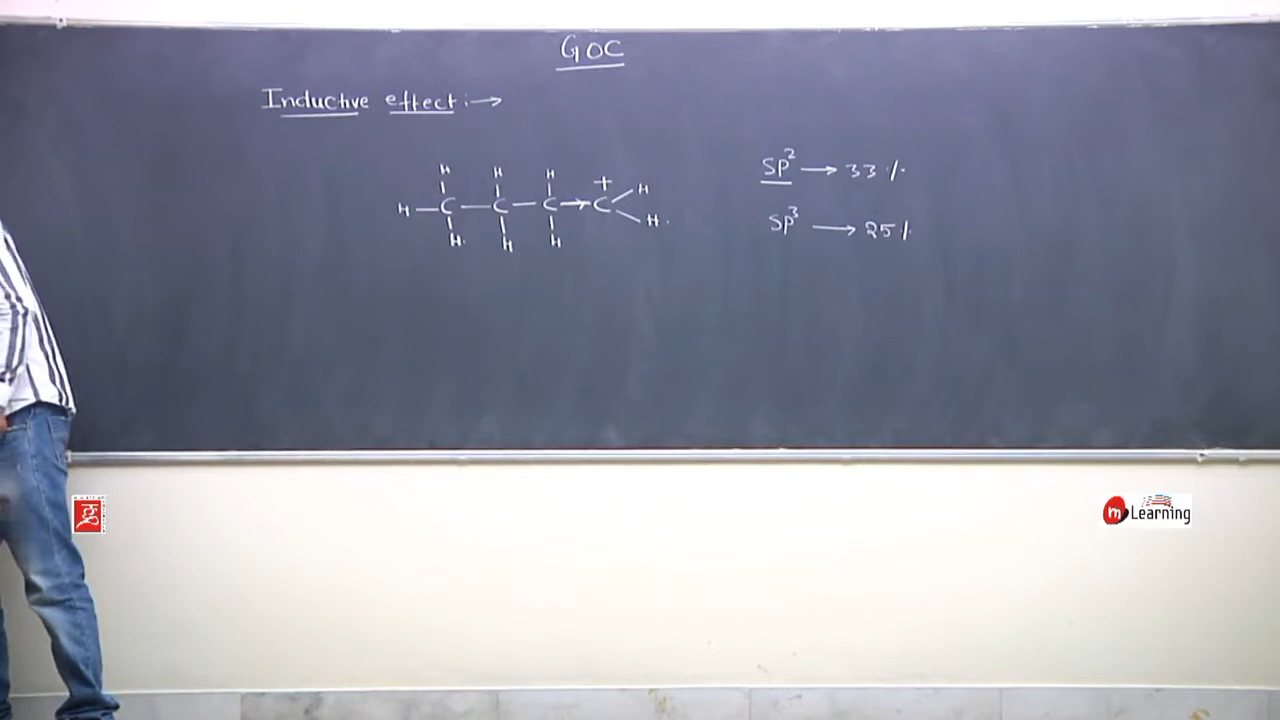 GOC
Inductive effect :→
H H H + H
H — C — C — C → C
H H H H
SP² → 33 %
SP³ → 25 %
m Learning